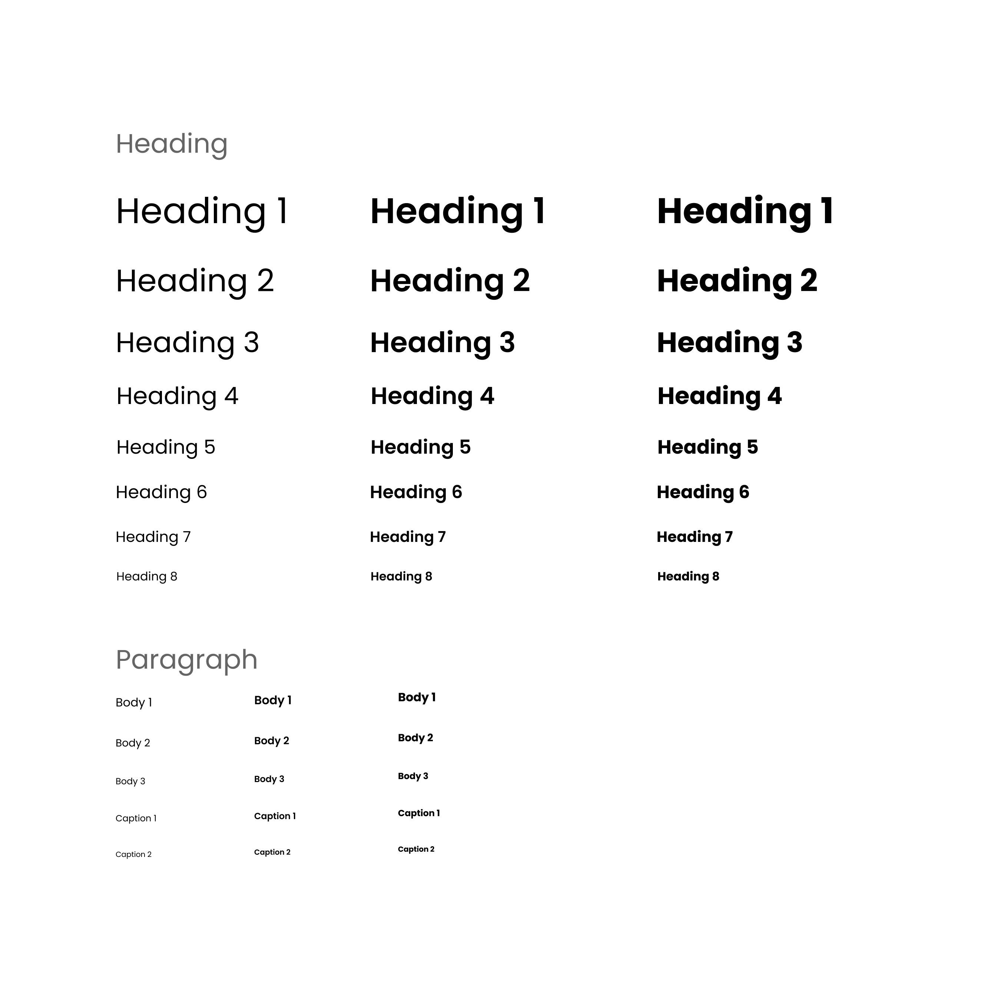 Heading
Heading 1 Heading 1 Heading 1
Heading 2 Heading 2 Heading 2
Heading 3 Heading 3 Heading 3
Heading 4 Heading 4 Heading 4
Heading 5 Heading 5 Heading 5
Heading 6 Heading 6 Heading 6
Heading 7 Heading 7 Heading 7
Heading 8 Heading 8 Heading 8
Paragraph
Body 1 Body 1 Body 1
Body 2 Body 2 Body 2
Body 3 Body 3 Body 3
Caption 1 Caption 1 Caption 1
Caption 2 Caption 2 Caption 2